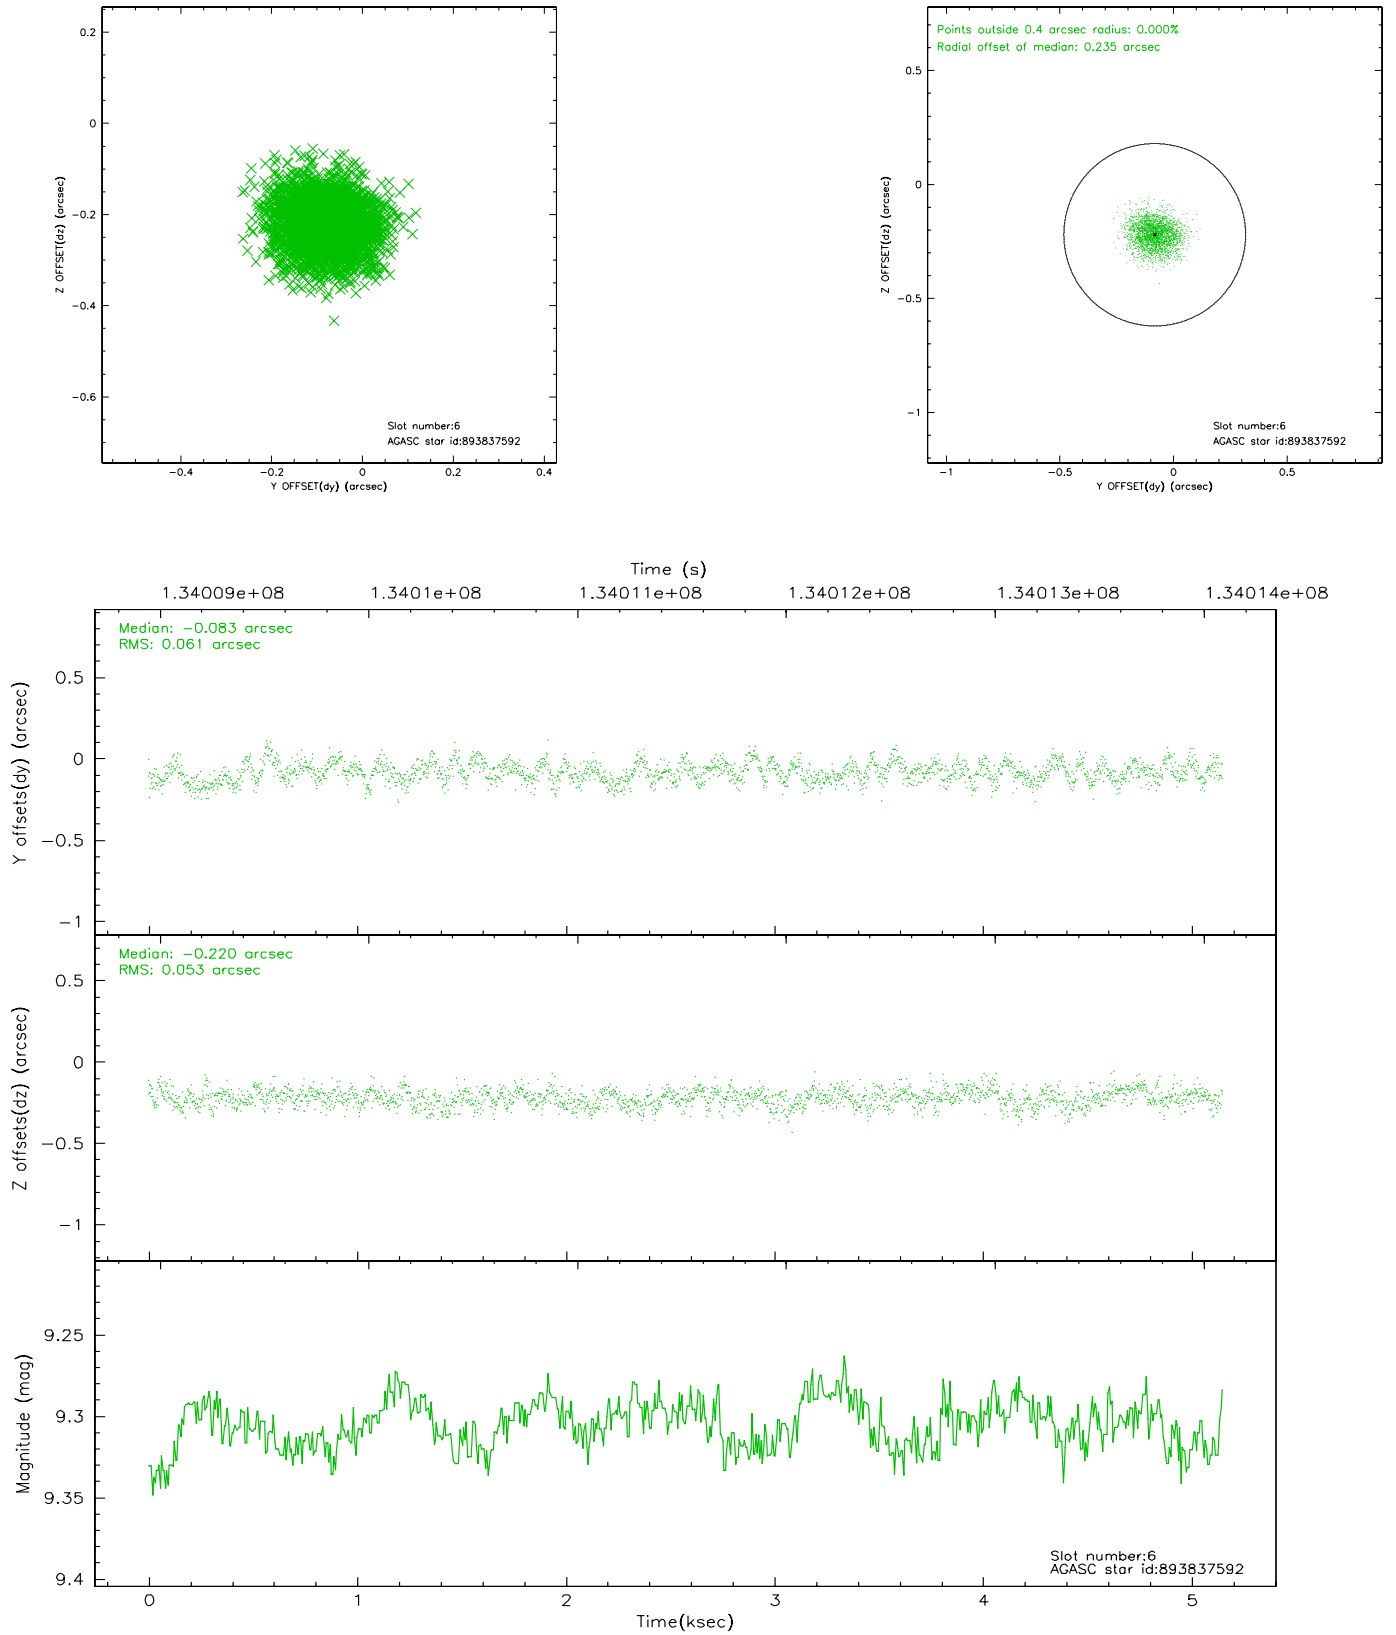 0.2
0
−0.2
−0.4
−0.6
Z OFFSET(dz) (arcsec)
Slot number:6
AGASC star id:893837592
−0.4 −0.2 0 0.2 0.4
Y OFFSET(dy) (arcsec)
Points outside 0.4 arcsec radius: 0.000%
Radial offset of median: 0.235 arcsec
0.5
0
−0.5
−1
Z OFFSET(dz) (arcsec)
Slot number:6
AGASC star id:893837592
−1 −0.5 0 0.5
Y OFFSET(dy) (arcsec)
Time (s)
1.34009e+08 1.3401e+08 1.34011e+08 1.34012e+08 1.34013e+08 1.34014e+08
Median: −0.083 arcsec
RMS: 0.061 arcsec
0.5
0
−0.5
−1
Y offsets(dy) (arcsec)
Median: −0.220 arcsec
RMS: 0.053 arcsec
0.5
0
−0.5
−1
Z offsets(dz) (arcsec)
9.25
9.3
9.35
9.4
Magnitude (mag)
Slot number:6
AGASC star id:893837592
0 1 2 3 4 5
Time(ksec)